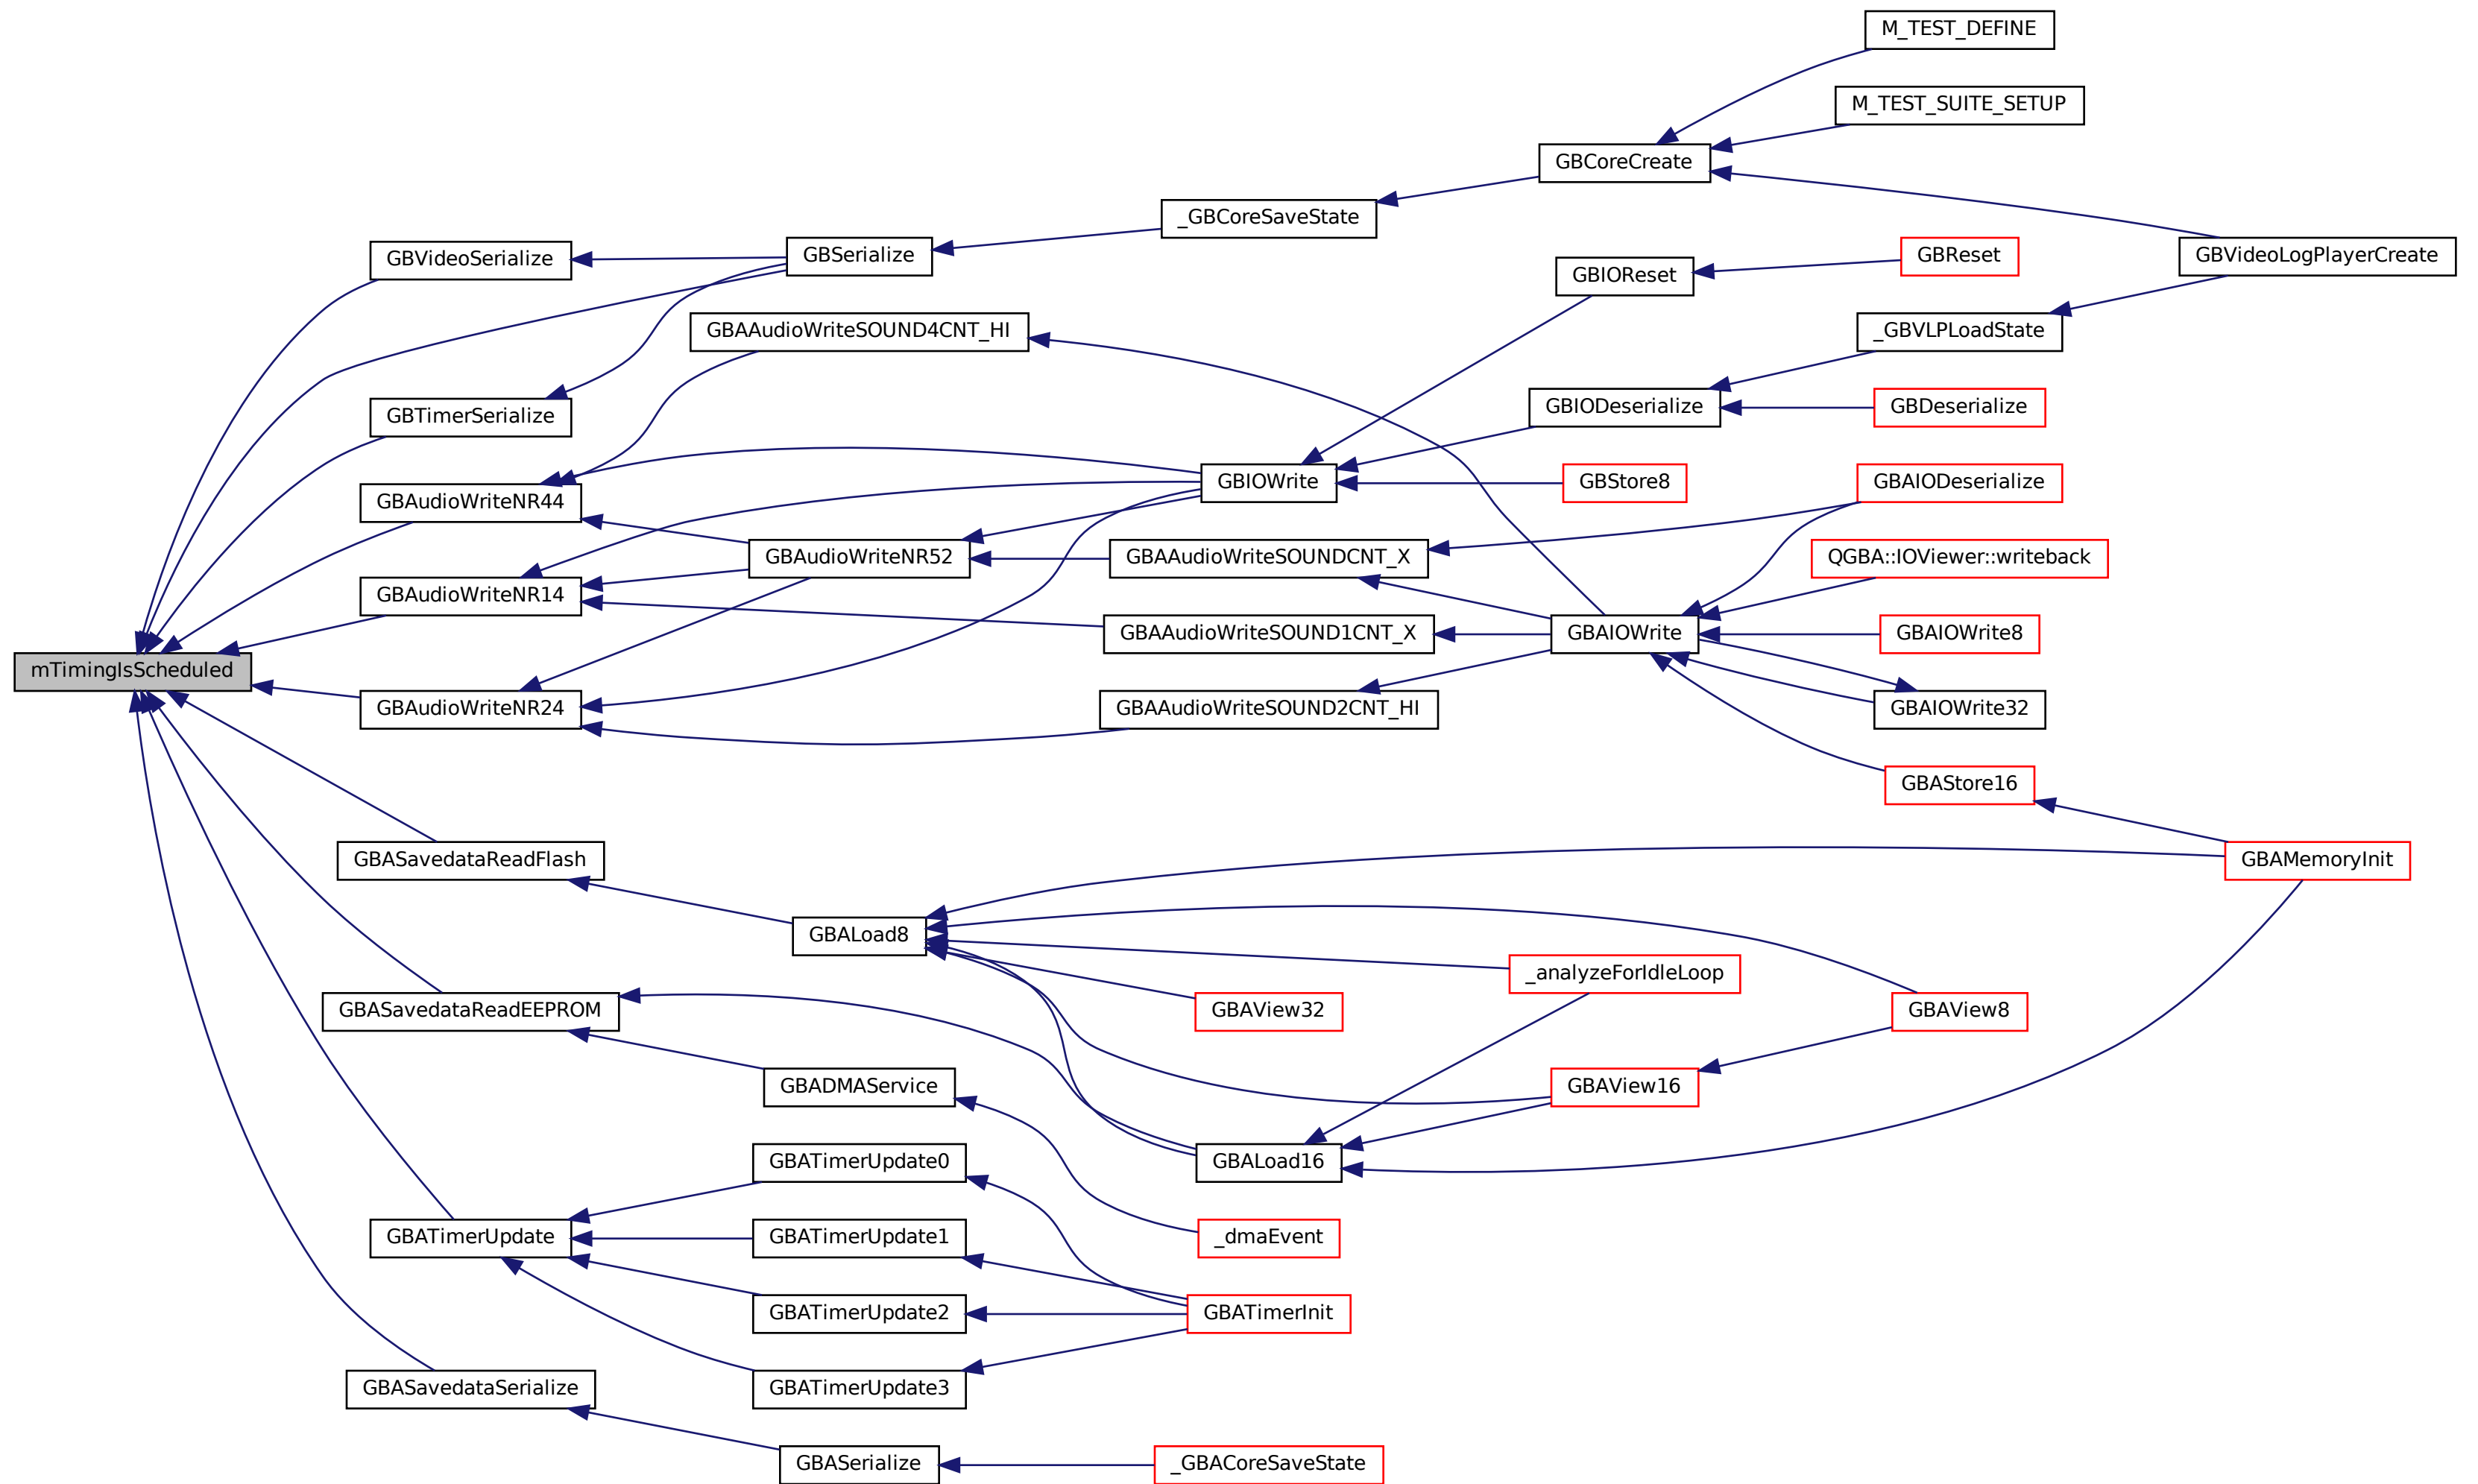 M_TEST_DEFINE
M_TEST_SUITE_SETUP
GBCoreCreate
_GBCoreSaveState
GBVideoSerialize
GBSerialize
GBIOReset
GBReset
GBVideoLogPlayerCreate
GBAAudioWriteSOUND4CNT_HI
_GBVLPLoadState
GBTimerSerialize
GBIODeserialize
GBDeserialize
GBAudioWriteNR44
GBIOWrite
GBStore8
GBAIODeserialize
GBAudioWriteNR52
GBAAudioWriteSOUNDCNT_X
QGBA::IOViewer::writeback
GBAudioWriteNR14
GBAAudioWriteSOUND1CNT_X
GBAIOWrite
GBAIOWrite8
mTimingIsScheduled
GBAudioWriteNR24
GBAAudioWriteSOUND2CNT_HI
GBAIOWrite32
GBAStore16
GBASavedataReadFlash
GBAMemoryInit
GBALoad8
_analyzeForIdleLoop
GBASavedataReadEEPROM
GBAView32
GBAView8
GBADMAService
GBAView16
GBATimerUpdate0
GBALoad16
GBATimerUpdate
GBATimerUpdate1
_dmaEvent
GBATimerUpdate2
GBATimerInit
GBASavedataSerialize
GBATimerUpdate3
GBASerialize
_GBACoreSaveState